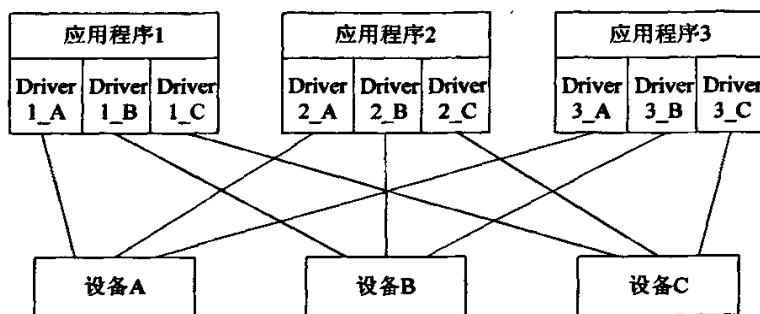 应用程序1
应用程序2
应用程序3
Driver 1_A
Driver 1_B
Driver 1_C
Driver 2_A
Driver 2_B
Driver 2_C
Driver 3_A
Driver 3_B
Driver 3_C
设备A
设备B
设备C